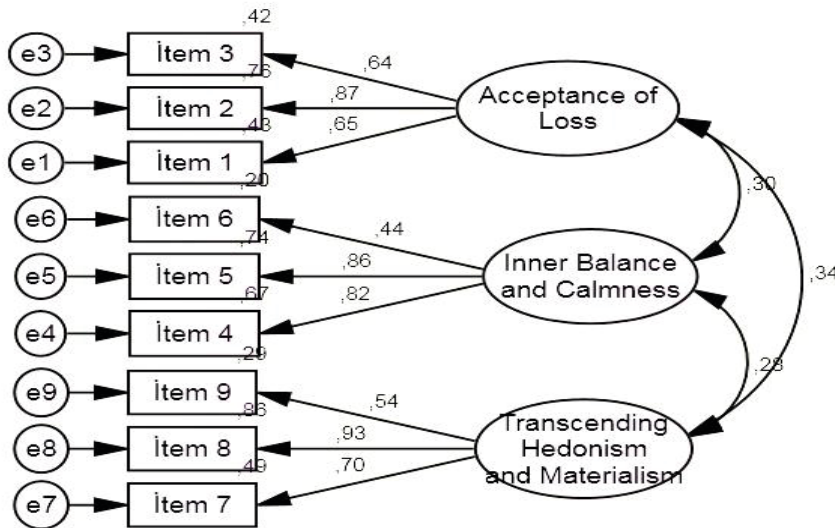 ,42
e3
İtem 3
,64
,76
e2
İtem 2
,87
,43
e1
İtem 1
,65
Acceptance of
Loss
,20
e6
İtem 6
,44
,30
,74
e5
İtem 5
,86
,67
e4
İtem 4
,82
Inner Balance
and Calmness
,34
,29
e9
İtem 9
,54
,28
,86
e8
İtem 8
,93
,49
e7
İtem 7
,70
Transcending
Hedonism
and Materialism